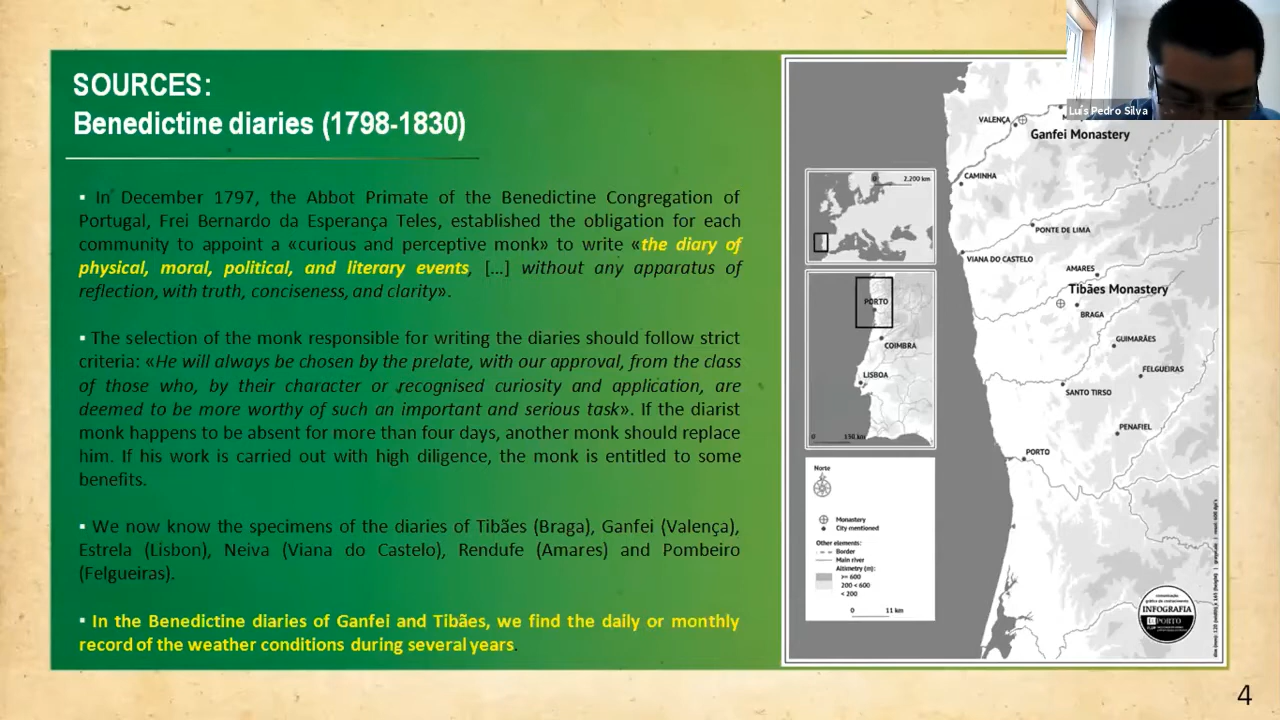 SOURCES:
Benedictine diaries (1798-1830)
▪ In December 1797, the Abbot Primate of the Benedictine Congregation of
Portugal, Frei Bernardo da Esperança Teles, established the obligation for each
community to appoint a «curious and perceptive monk» to write «the diary of
physical, moral, political, and literary events, [...] without any apparatus of
reflection, with truth, conciseness, and clarity».
▪ The selection of the monk responsible for writing the diaries should follow strict
criteria: «He will always be chosen by the prelate, with our approval, from the class
of those who, by their character or recognised curiosity and application, are
deemed to be more worthy of such an important and serious task». If the diarist
monk happens to be absent for more than four days, another monk should replace
him. If his work is carried out with high diligence, the monk is entitled to some
benefits.
▪ We now know the specimens of the diaries of Tibães (Braga), Ganfei (Valença),
Estrela (Lisbon), Neiva (Viana do Castelo), Rendufe (Amares) and Pombeiro
(Felgueiras).
▪ In the Benedictine diaries of Ganfei and Tibães, we find the daily or monthly
record of the weather conditions during several years.
Luís Pedro Silva
VALENÇA
Ganfei Monastery
CAMINHA
PONTE DE LIMA
VIANA DO CASTELO
AMARES
Tibães Monastery
BRAGA
GUIMARÃES
FELGUEIRAS
SANTO TIRSO
PENAFIEL
PORTO
0 2,200 km
PORTO
COIMBRA
LISBOA
0 150 km
Norte
Monastery
City mentioned
Other elements:
Border
Main river
Altimetry (m):
>= 600
200 < 600
< 200
0 11 km
INFOGRAFIA
U.PORTO
4